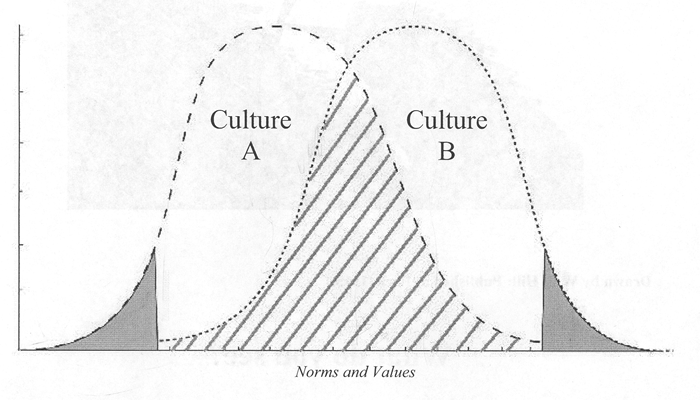 Culture
A
Culture
B
Norms and Values